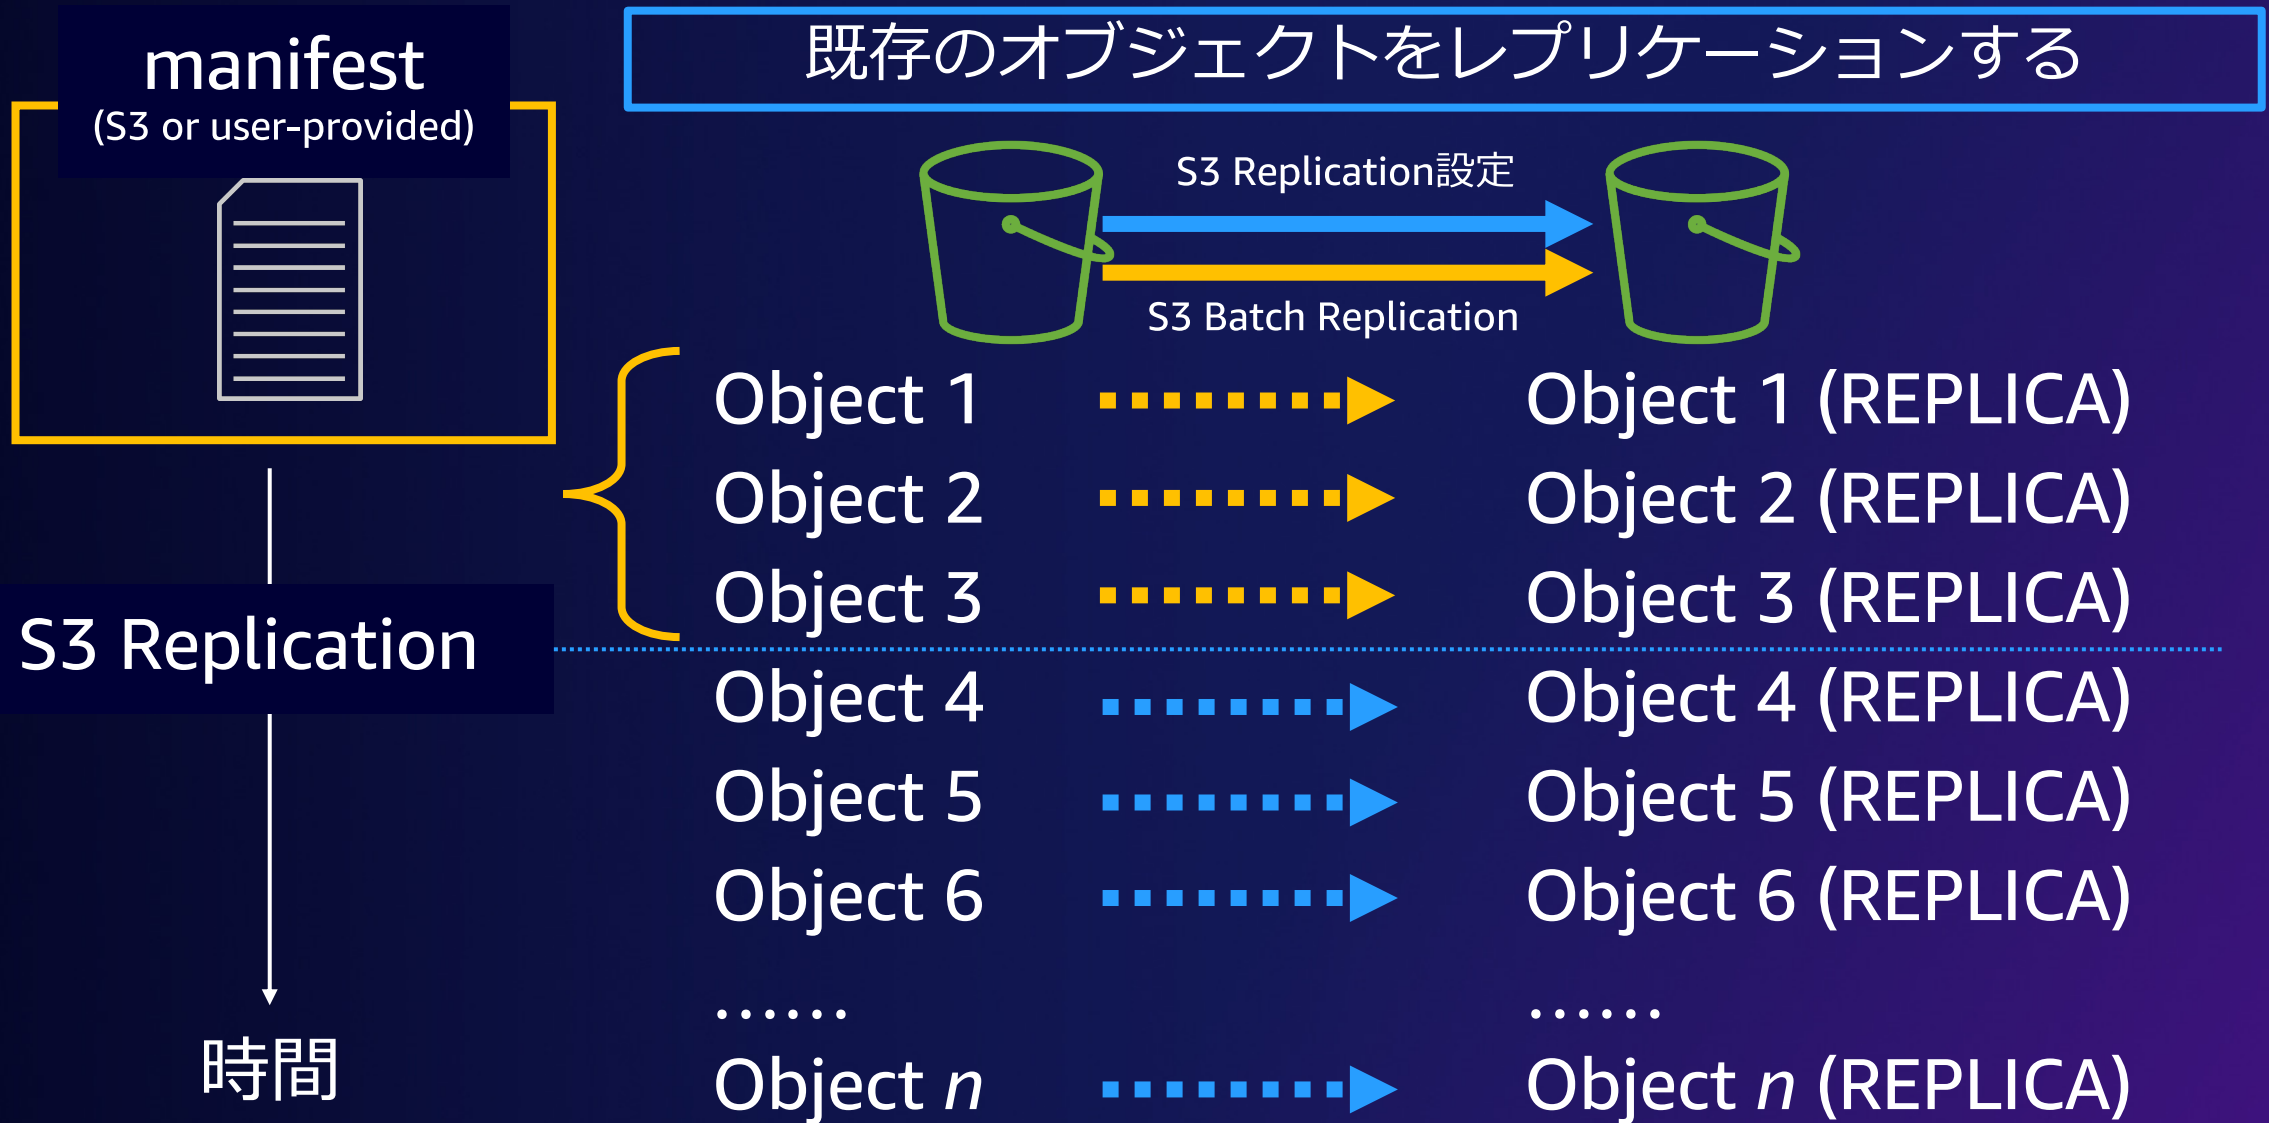 manifest
(S3 or user-provided)
既存のオブジェクトをレプリケーションする
S3 Replication設定
S3 Batch Replication
Object 1
Object 1 (REPLICA)
Object 2
Object 2 (REPLICA)
Object 3
Object 3 (REPLICA)
S3 Replication
Object 4
Object 4 (REPLICA)
Object 5
Object 5 (REPLICA)
Object 6
Object 6 (REPLICA)
......
......
時間
Object n
Object n (REPLICA)